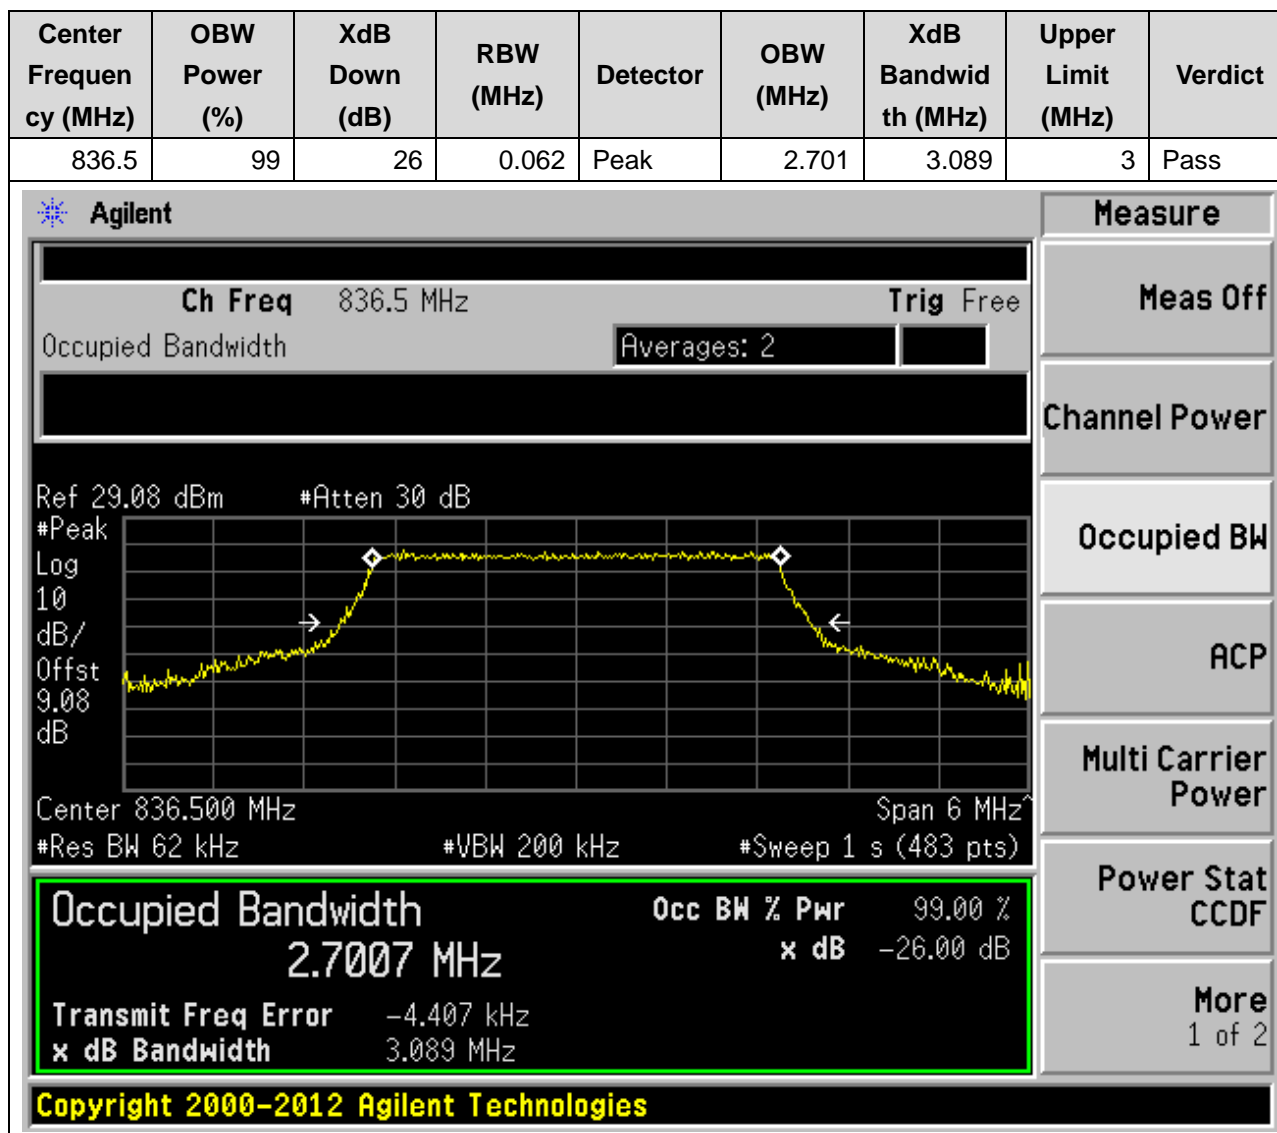 Center Frequency (MHz) | OBW Power (%) | XdB Down (dB) | RBW (MHz) | Detector | OBW (MHz) | XdB Bandwidth (MHz) | Upper Limit (MHz) | Verdict
836.5 | 99 | 26 | 0.062 | Peak | 2.701 | 3.089 | 3 | Pass
Agilent
Measure
Ch Freq 836.5 MHz Trig Free
Occupied Bandwidth Averages: 2
Meas Off
Channel Power
Occupied BW
ACP
Multi Carrier
Power
Power Stat
CCDF
More
1 of 2
Ref 29.08 dBm #Atten 30 dB
#Peak
Log
10
dB/
Offst
9.08
dB
Center 836.500 MHz Span 6 MHz^
#Res BW 62 kHz #VBW 200 kHz #Sweep 1 s (483 pts)
Occupied Bandwidth Occ BW % Pwr 99.00 %
2.7007 MHz x dB -26.00 dB
Transmit Freq Error -4.407 kHz
x dB Bandwidth 3.089 MHz
Copyright 2000-2012 Agilent Technologies